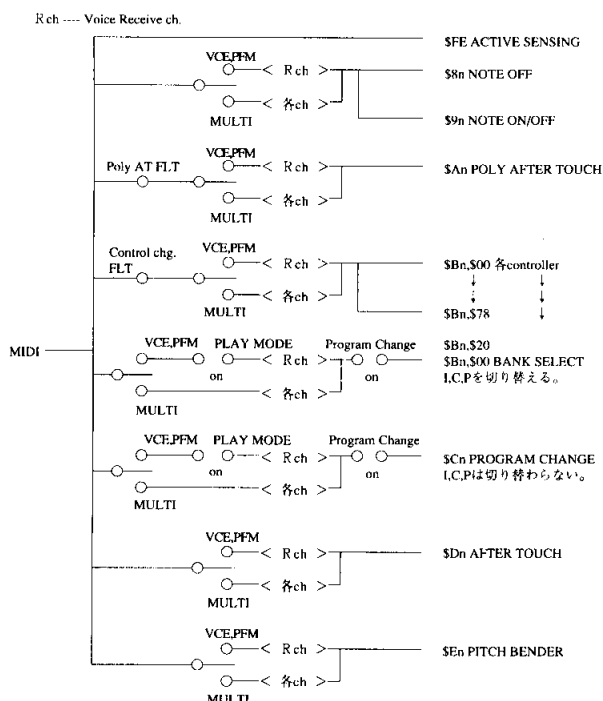 R ch ---- Voice Receive ch.
$FE ACTIVE SENSING
VCE,PFM
< R ch >
$8n NOTE OFF
< 各ch >
MULTI
$9n NOTE ON/OFF
VCE,PFM
Poly AT FLT
< R ch >
$An POLY AFTER TOUCH
< 各ch >
MULTI
Control chg.
FLT
VCE,PFM
< R ch >
$Bn,$00 各controller
< 各ch >
MULTI
$Bn,$78
MIDI
VCE,PFM PLAY MODE Program Change
$Bn,$20
< R ch >
$Bn,$00 BANK SELECT
on on
I,C,Pを切り替える。
< 各ch >
MULTI
VCE,PFM PLAY MODE Program Change
< R ch >
$Cn PROGRAM CHANGE
on on
I,C,Pは切り替わらない。
< 各ch >
MULTI
VCE,PFM
< R ch >
$Dn AFTER TOUCH
< 各ch >
MULTI
VCE,PFM
< R ch >
$En PITCH BENDER
< 各ch >
MULTI